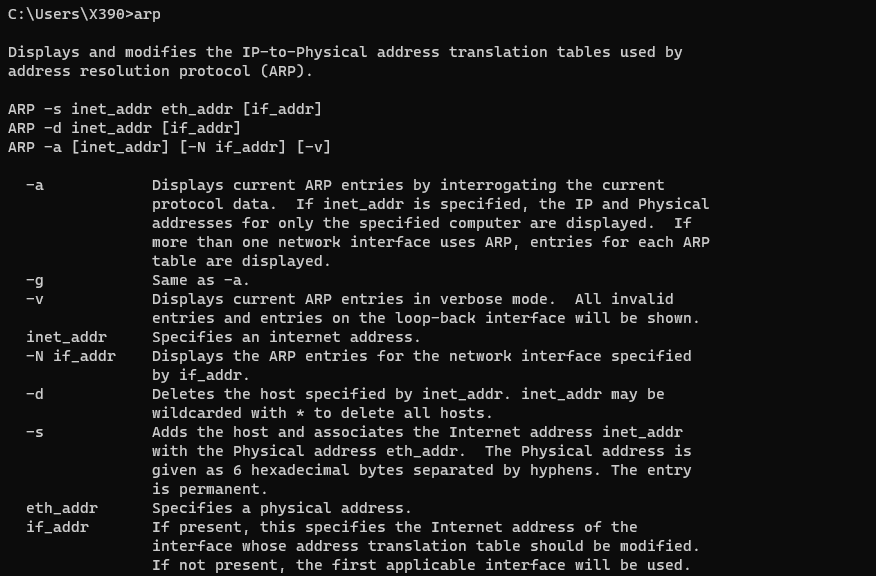 C:\Users\X390>arp
Displays and modifies the IP-to-Physical address translation tables used by
address resolution protocol (ARP).
ARP -s inet_addr eth_addr [if_addr]
ARP -d inet_addr [if_addr]
ARP -a [inet_addr] [-N if_addr] [-v]
-a Displays current ARP entries by interrogating the current
protocol data. If inet_addr is specified, the IP and Physical
addresses for only the specified computer are displayed. If
more than one network interface uses ARP, entries for each ARP
table are displayed.
-g Same as -a.
-v Displays current ARP entries in verbose mode. All invalid
entries and entries on the loop-back interface will be shown.
inet_addr Specifies an internet address.
-N if_addr Displays the ARP entries for the network interface specified
by if_addr.
-d Deletes the host specified by inet_addr. inet_addr may be
wildcarded with * to delete all hosts.
-s Adds the host and associates the Internet address inet_addr
with the Physical address eth_addr. The Physical address is
given as 6 hexadecimal bytes separated by hyphens. The entry
is permanent.
eth_addr Specifies a physical address.
if_addr If present, this specifies the Internet address of the
interface whose address translation table should be modified.
If not present, the first applicable interface will be used.